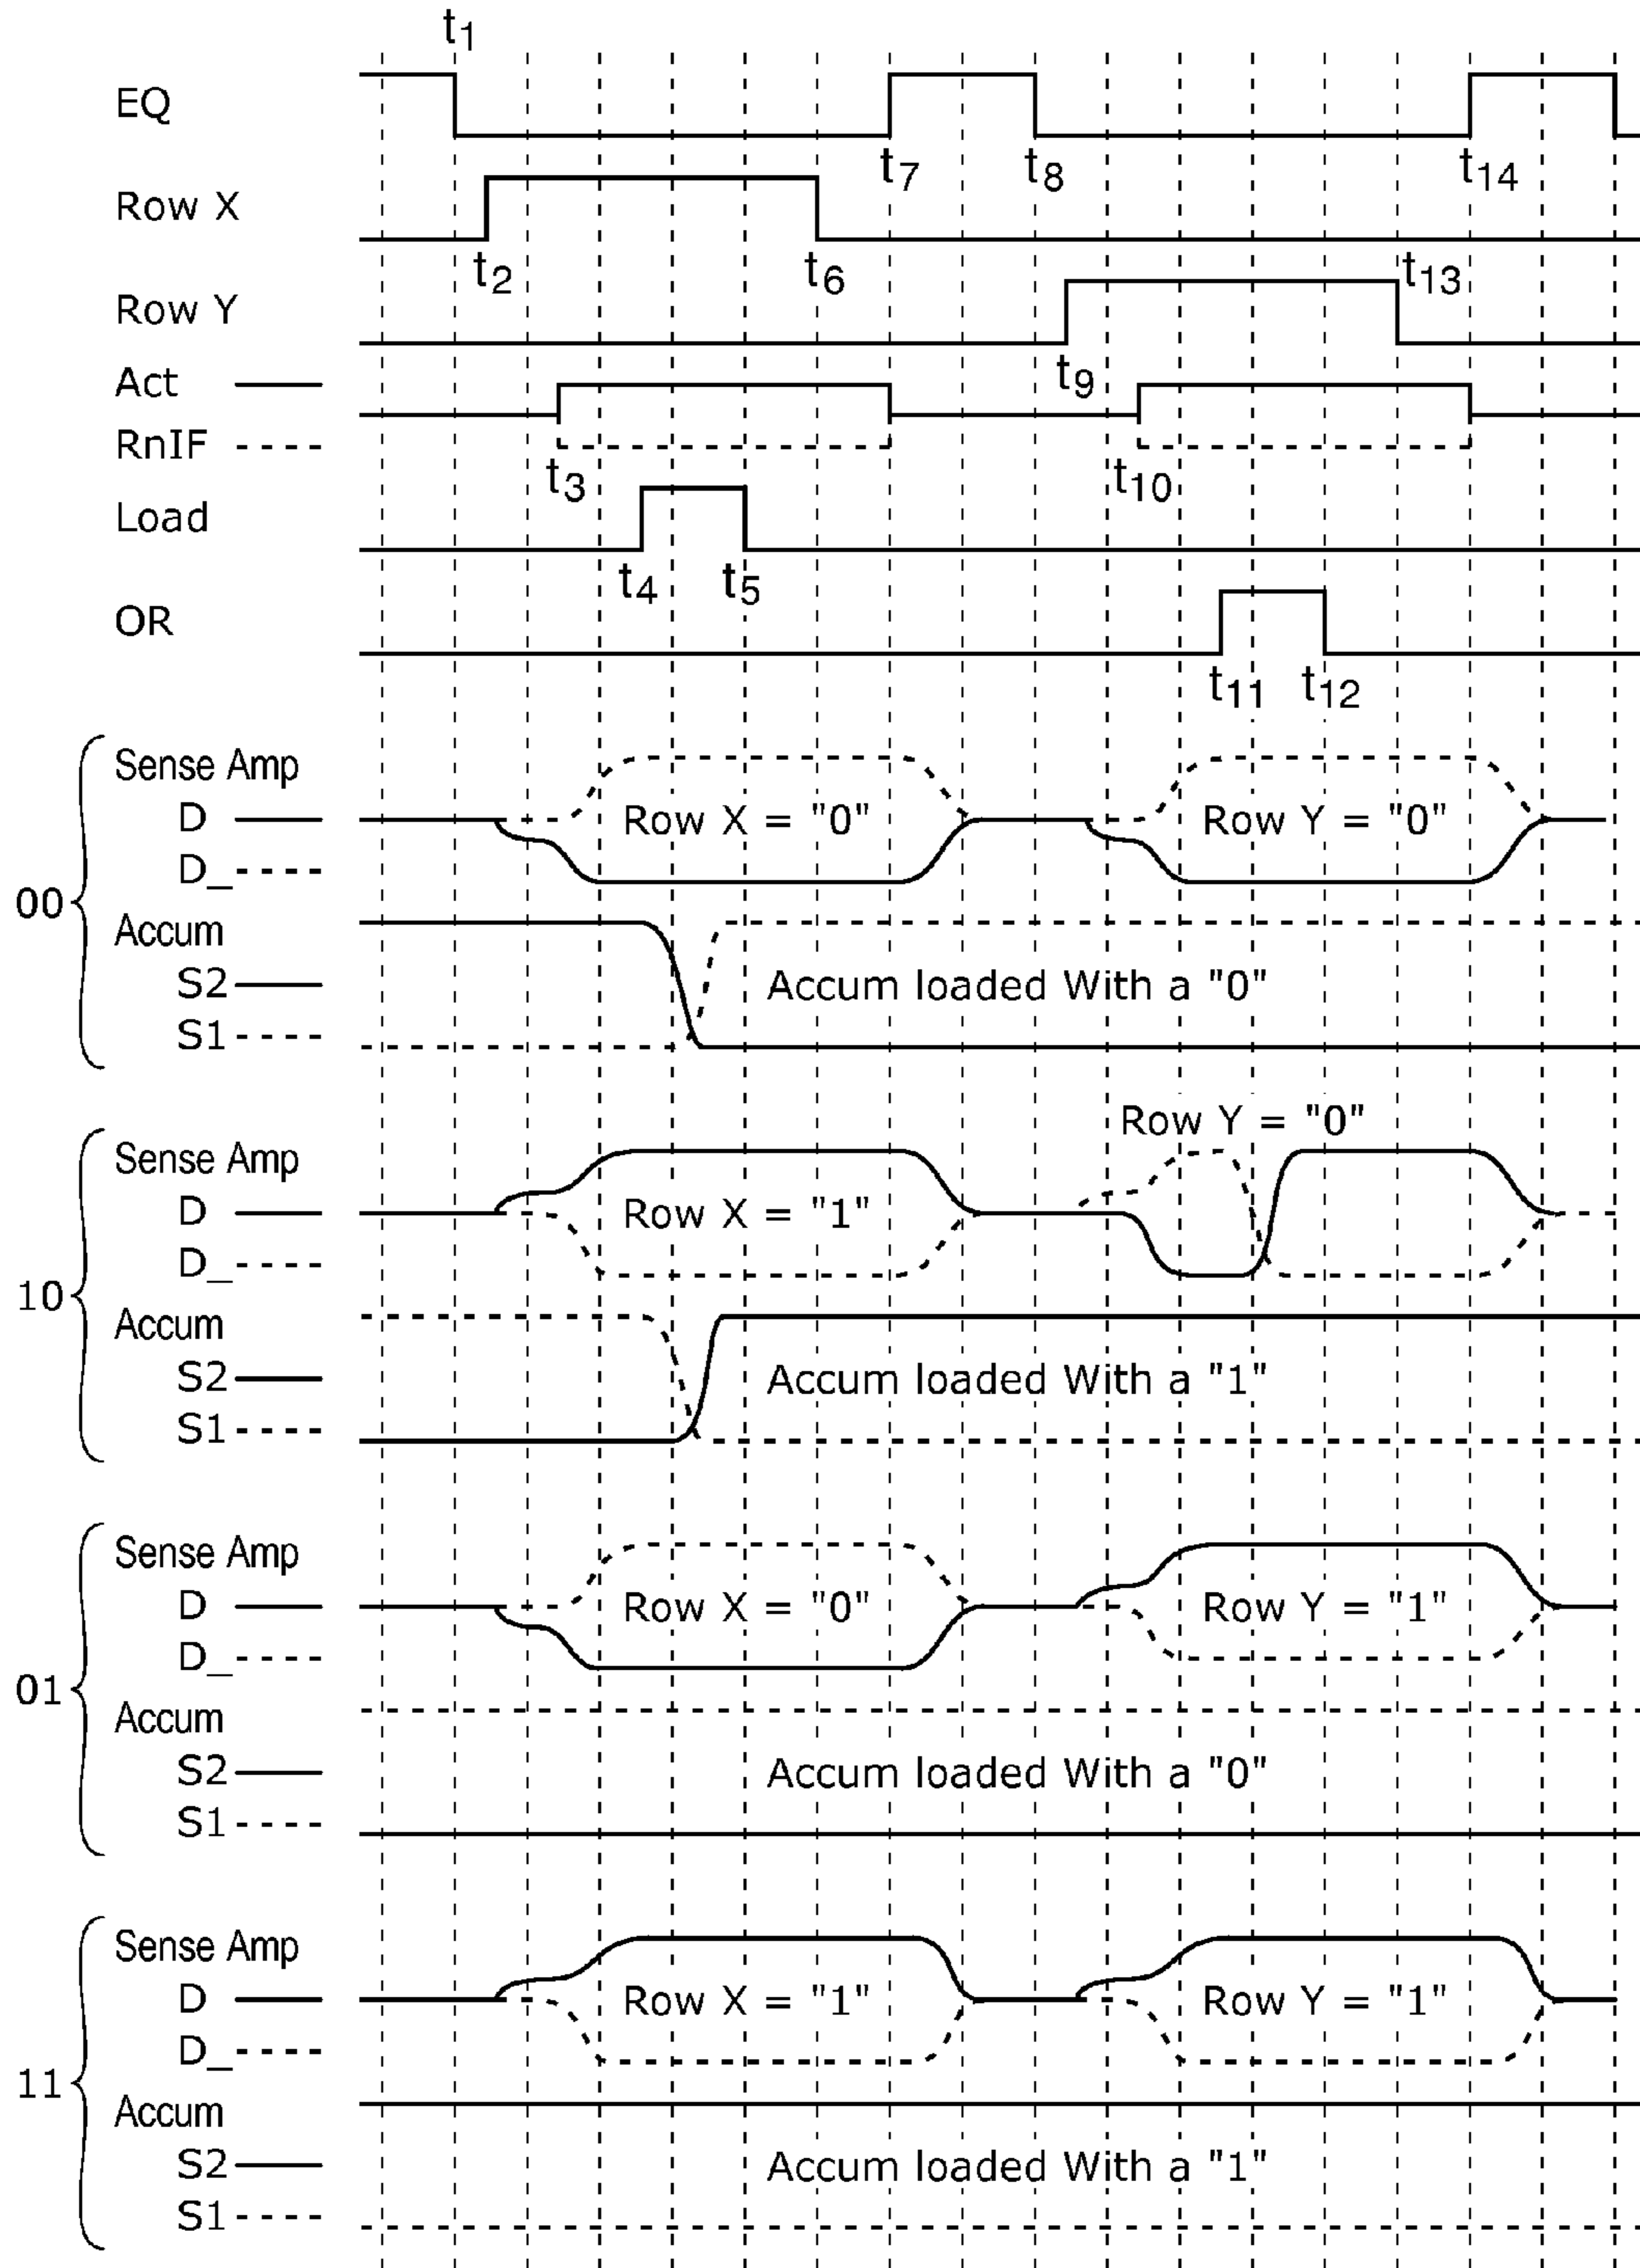 t1
EQ
t7 t8 t14
Row X
t2 t6 t13
Row Y
t9
Act
RnIF
t3 t10
Load
t4 t5
OR
t11 t12
00
Sense Amp
D Row X = "0" Row Y = "0"
D_
Accum
S2 Accum loaded With a "0"
S1
Row Y = "0"
10
Sense Amp
D Row X = "1"
D_
Accum
S2 Accum loaded With a "1"
S1
01
Sense Amp
D Row X = "0" Row Y = "1"
D_
Accum
S2 Accum loaded With a "0"
S1
11
Sense Amp
D Row X = "1" Row Y = "1"
D_
Accum
S2 Accum loaded With a "1"
S1